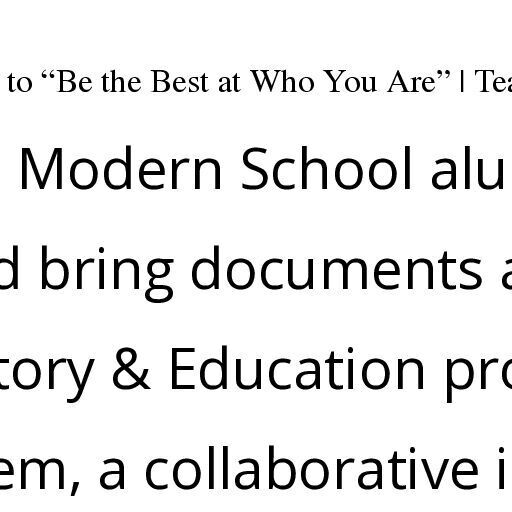 to “Be the Best at Who You Are” | Tea
Modern School alu
d bring documents a
tory & Education pro
em, a collaborative i